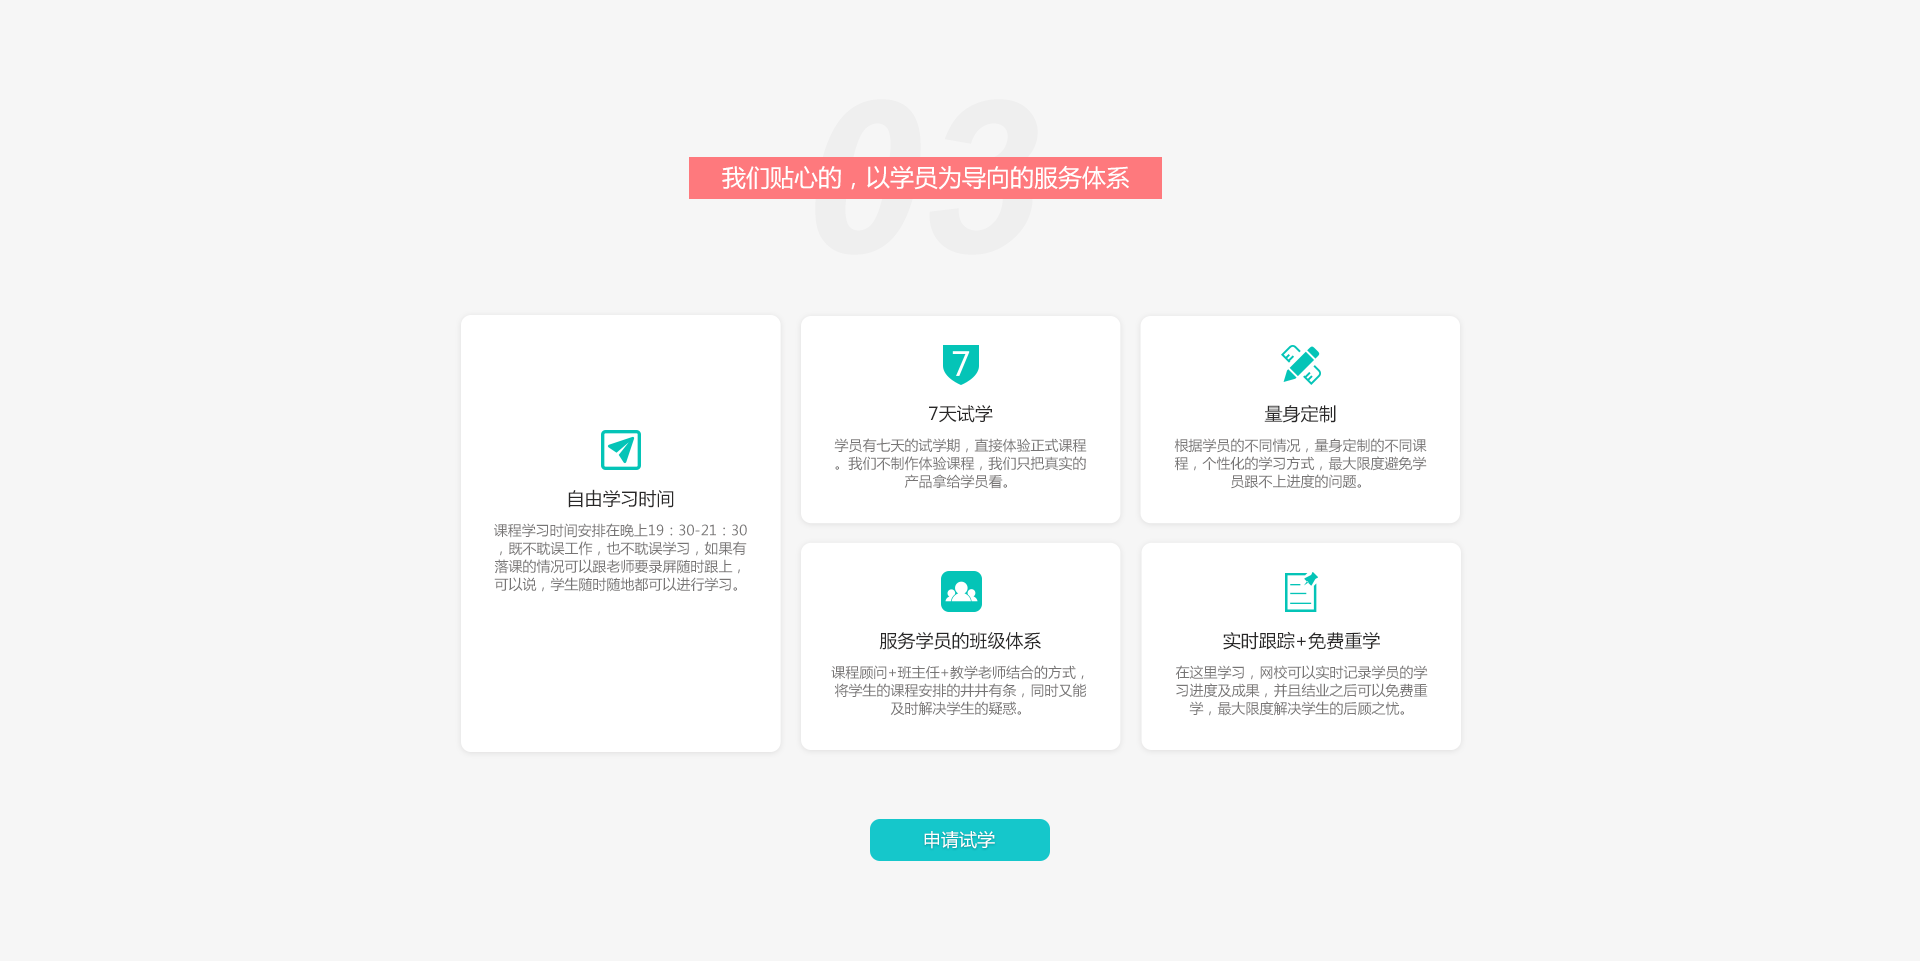 03
我们贴心的，以学员为导向的服务体系
自由学习时间
课程学习时间安排在晚上19：30-21：30
，既不耽误工作，也不耽误学习，如果有
落课的情况可以跟老师要录屏随时跟上，
可以说，学生随时随地都可以进行学习。
7
7天试学
学员有七天的试学期，直接体验正式课程
。我们不制作体验课程，我们只把真实的
产品拿给学员看。
量身定制
根据学员的不同情况，量身定制的不同课
程，个性化的学习方式，最大限度避免学
员跟不上进度的问题。
服务学员的班级体系
课程顾问+班主任+教学老师结合的方式，
将学生的课程安排的井井有条，同时又能
及时解决学生的疑惑。
实时跟踪+免费重学
在这里学习，网校可以实时记录学员的学
习进度及成果，并且结业之后可以免费重
学，最大限度解决学生的后顾之忧。
申请试学